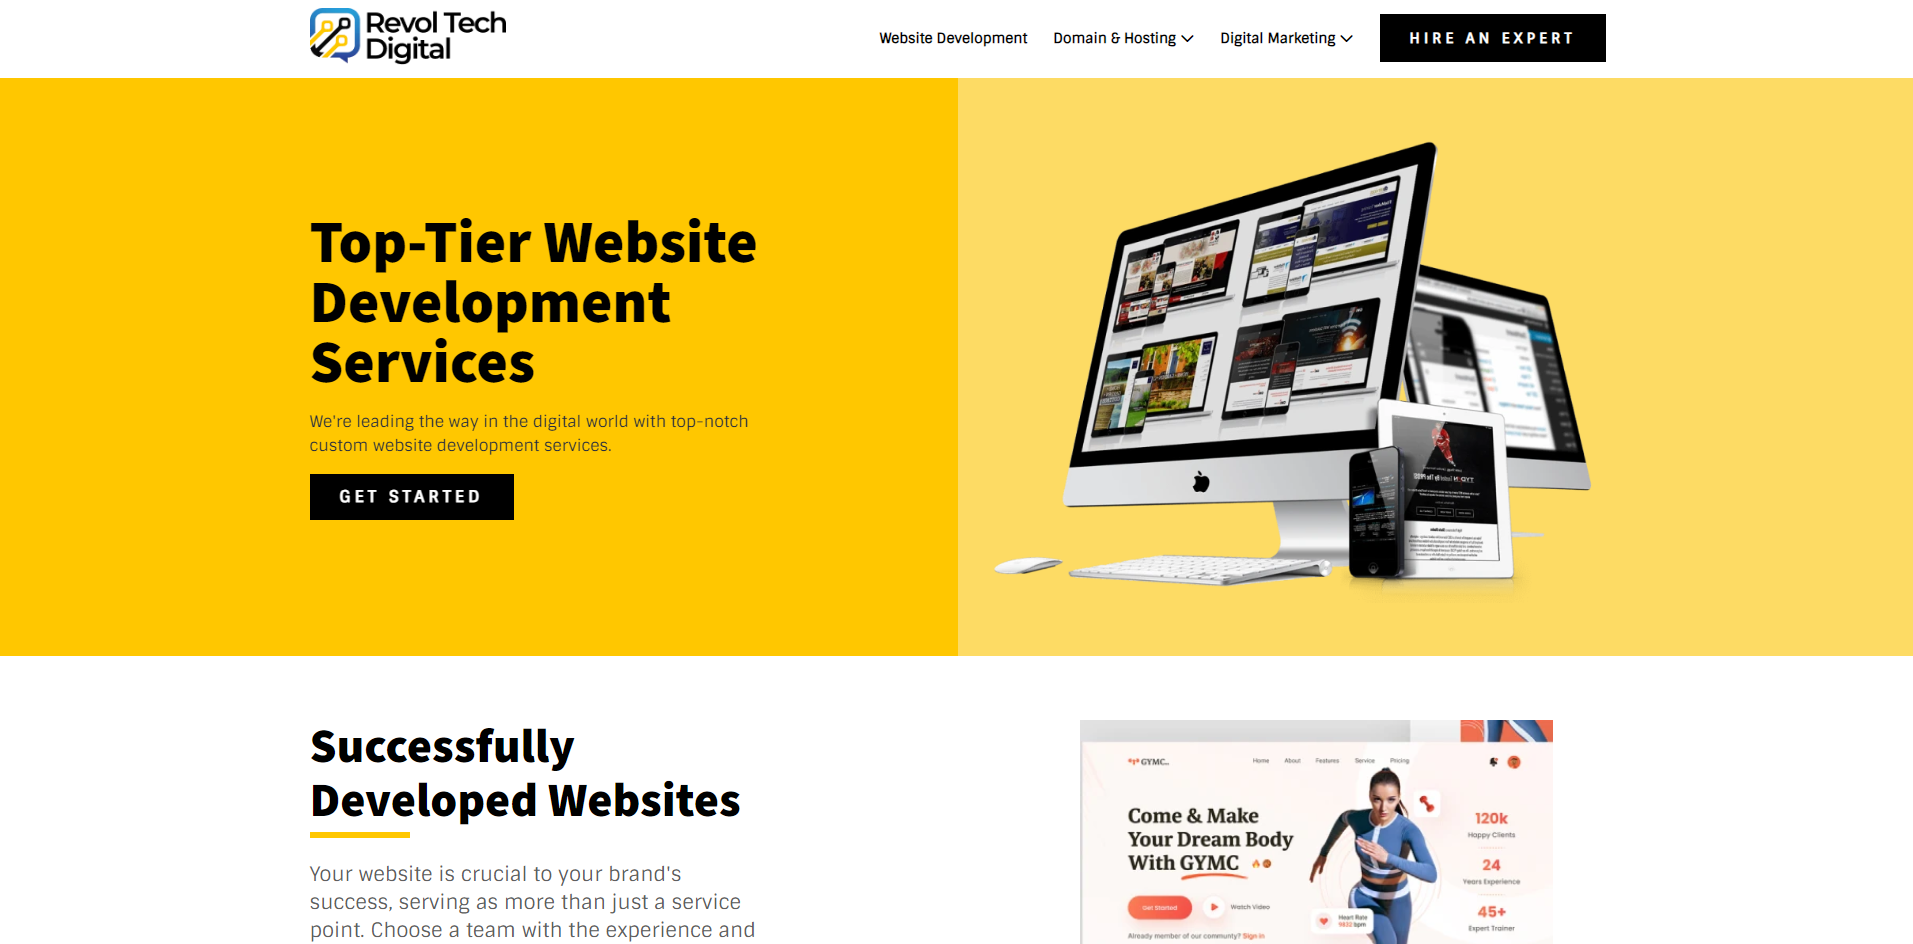 Revol Tech
Digital
Website Development
Domain & Hosting
Digital Marketing
HIRE AN EXPERT
Top-Tier Website
Development
Services
We're leading the way in the digital world with top-notch
custom website development services.
GET STARTED
Successfully
Developed Websites
Your website is crucial to your brand's
success, serving as more than just a service
point. Choose a team with the experience and
GYMC
Home
About
Features
Service
Pricing
Come & Make
Your Dream Body
With GYMC
Get Started
Watch Video
Already member of our community? Sign in
Heart Rate
9832 bpm
120k
Happy Clients
24
Years Experience
45+
Expert Trainer